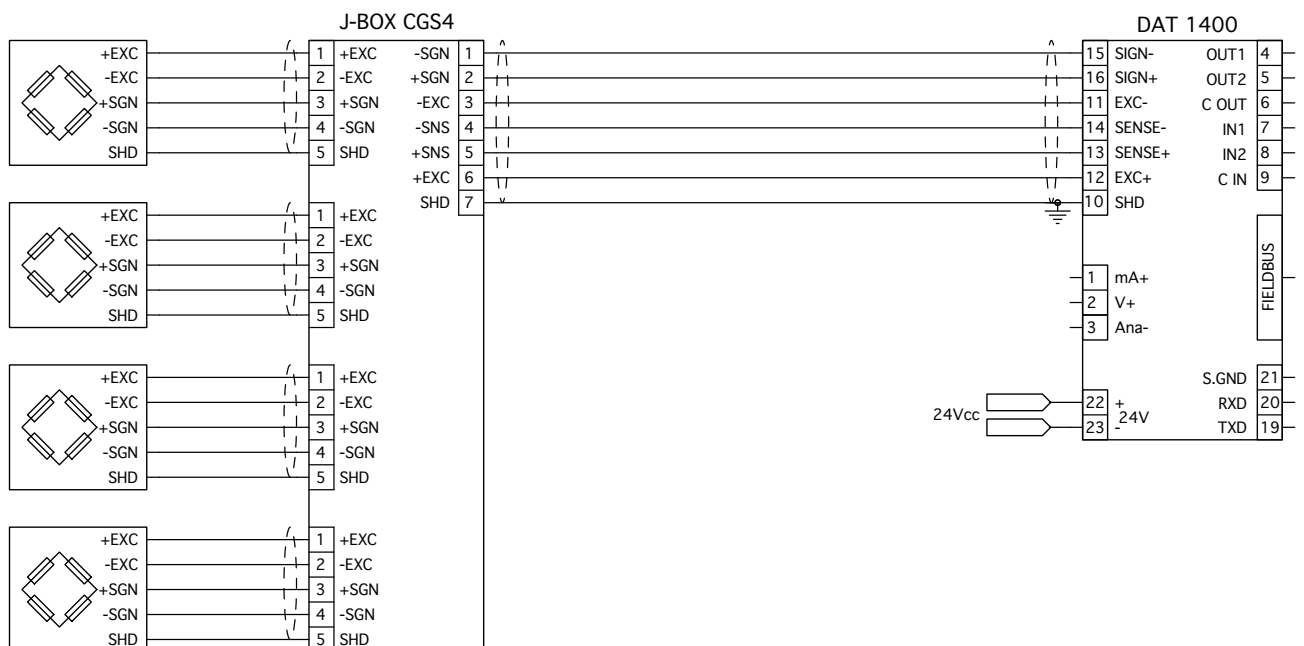 J-BOX CGS4
DAT 1400
+EXC 1 +EXC -SGN 1 15 SIGN- OUT1 4
-EXC 2 -EXC +SGN 2 16 SIGN+ OUT2 5
+SGN 3 +SGN -EXC 3 11 EXC- C OUT 6
-SGN 4 -SGN -SNS 4 14 SENSE- IN1 7
SHD 5 SHD +SNS 5 13 SENSE+ IN2 8
+EXC 6 12 EXC+ C IN 9
SHD 7 10 SHD
+EXC 1 +EXC
-EXC 2 -EXC
+SGN 3 +SGN
-SGN 4 -SGN
SHD 5 SHD
1 mA+
2 V+
3 Ana-
FIELDBUS
+EXC 1 +EXC
-EXC 2 -EXC
+SGN 3 +SGN
-SGN 4 -SGN
SHD 5 SHD
S.GND 21
24Vcc 22 + 24V RXD 20
23 - TXD 19
+EXC 1 +EXC
-EXC 2 -EXC
+SGN 3 +SGN
-SGN 4 -SGN
SHD 5 SHD